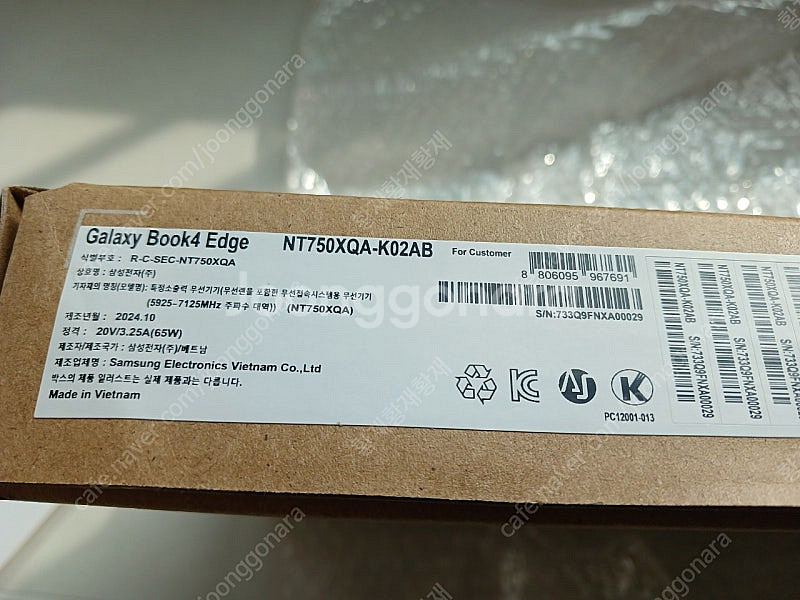 Galaxy Book4 Edge
NT750XQA-K02AB
For Customer
8 806095 967691
식별부호 : R-C-SEC-NT750XQA
상호명 : 삼성전자(주)
기자재의 명칭(모델명): 특정소출력 무선기기(무선랜을 포함한 무선접속시스템용 무선기기
(5925-7125MHz 주파수 대역)) (NT750XQA)
S/N:733Q9FNXA00029
제조년월 : 2024.10
정격 : 20V/3.25A(65W)
제조자/제조국가 : 삼성전자(주)/베트남
제조업체명 : Samsung Electronics Vietnam Co.,Ltd
박스의 제품 일러스트는 실제 제품과는 다릅니다.
Made in Vietnam
PC12001-013
NT750XQA-K02AB
S/N:733Q9FNXA00029
NT750XQA-K02AB
S/N:733Q9FNXA00029
NT750XQA-K02AB
S/N:733Q9FNXA00029
cafe.naver.com/joonggonara
joonggonara